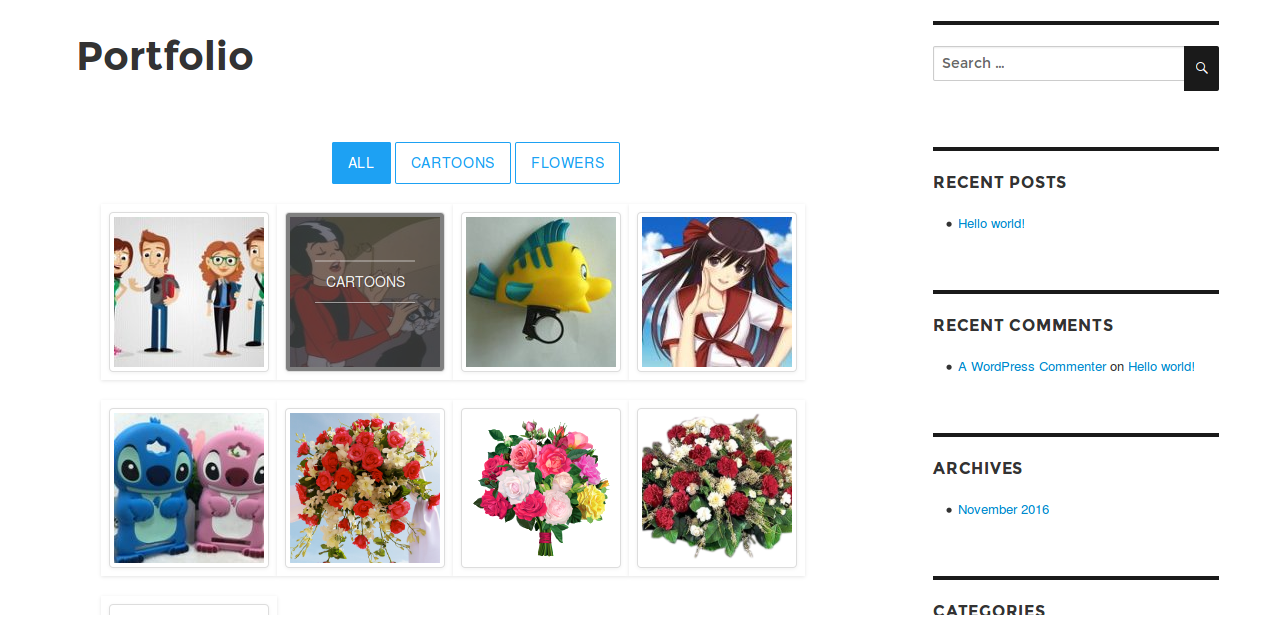 Portfolio
ALL
CARTOONS
FLOWERS
CARTOONS
Search …
RECENT POSTS
Hello world!
RECENT COMMENTS
A WordPress Commenter on Hello world!
ARCHIVES
November 2016
CATEGORIES